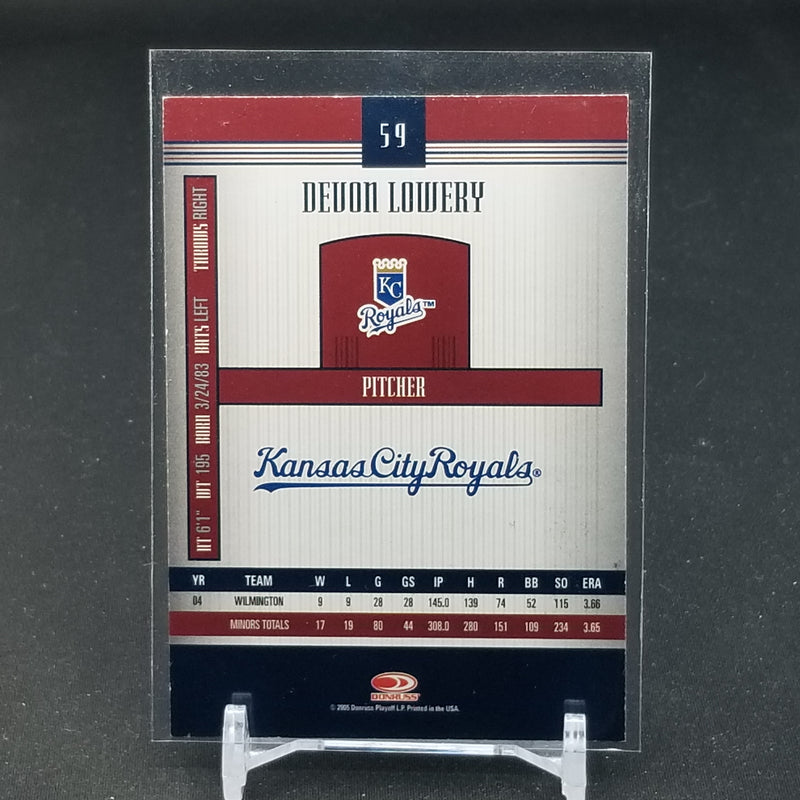 59
DEVON LOWERY
HT 6'1" WT 195 BORN 3/24/83 BATS LEFT THROWS RIGHT
KC
Royals™
PITCHER
Kansas City Royals®
YR TEAM W L G GS IP H R BB SO ERA
04 WILMINGTON 9 9 28 28 145.0 139 74 52 115 3.66
MINORS TOTALS 17 19 80 44 308.0 280 151 109 234 3.65
DONRUSS
© 2005 Donruss Playoff L.P. Printed in the USA.